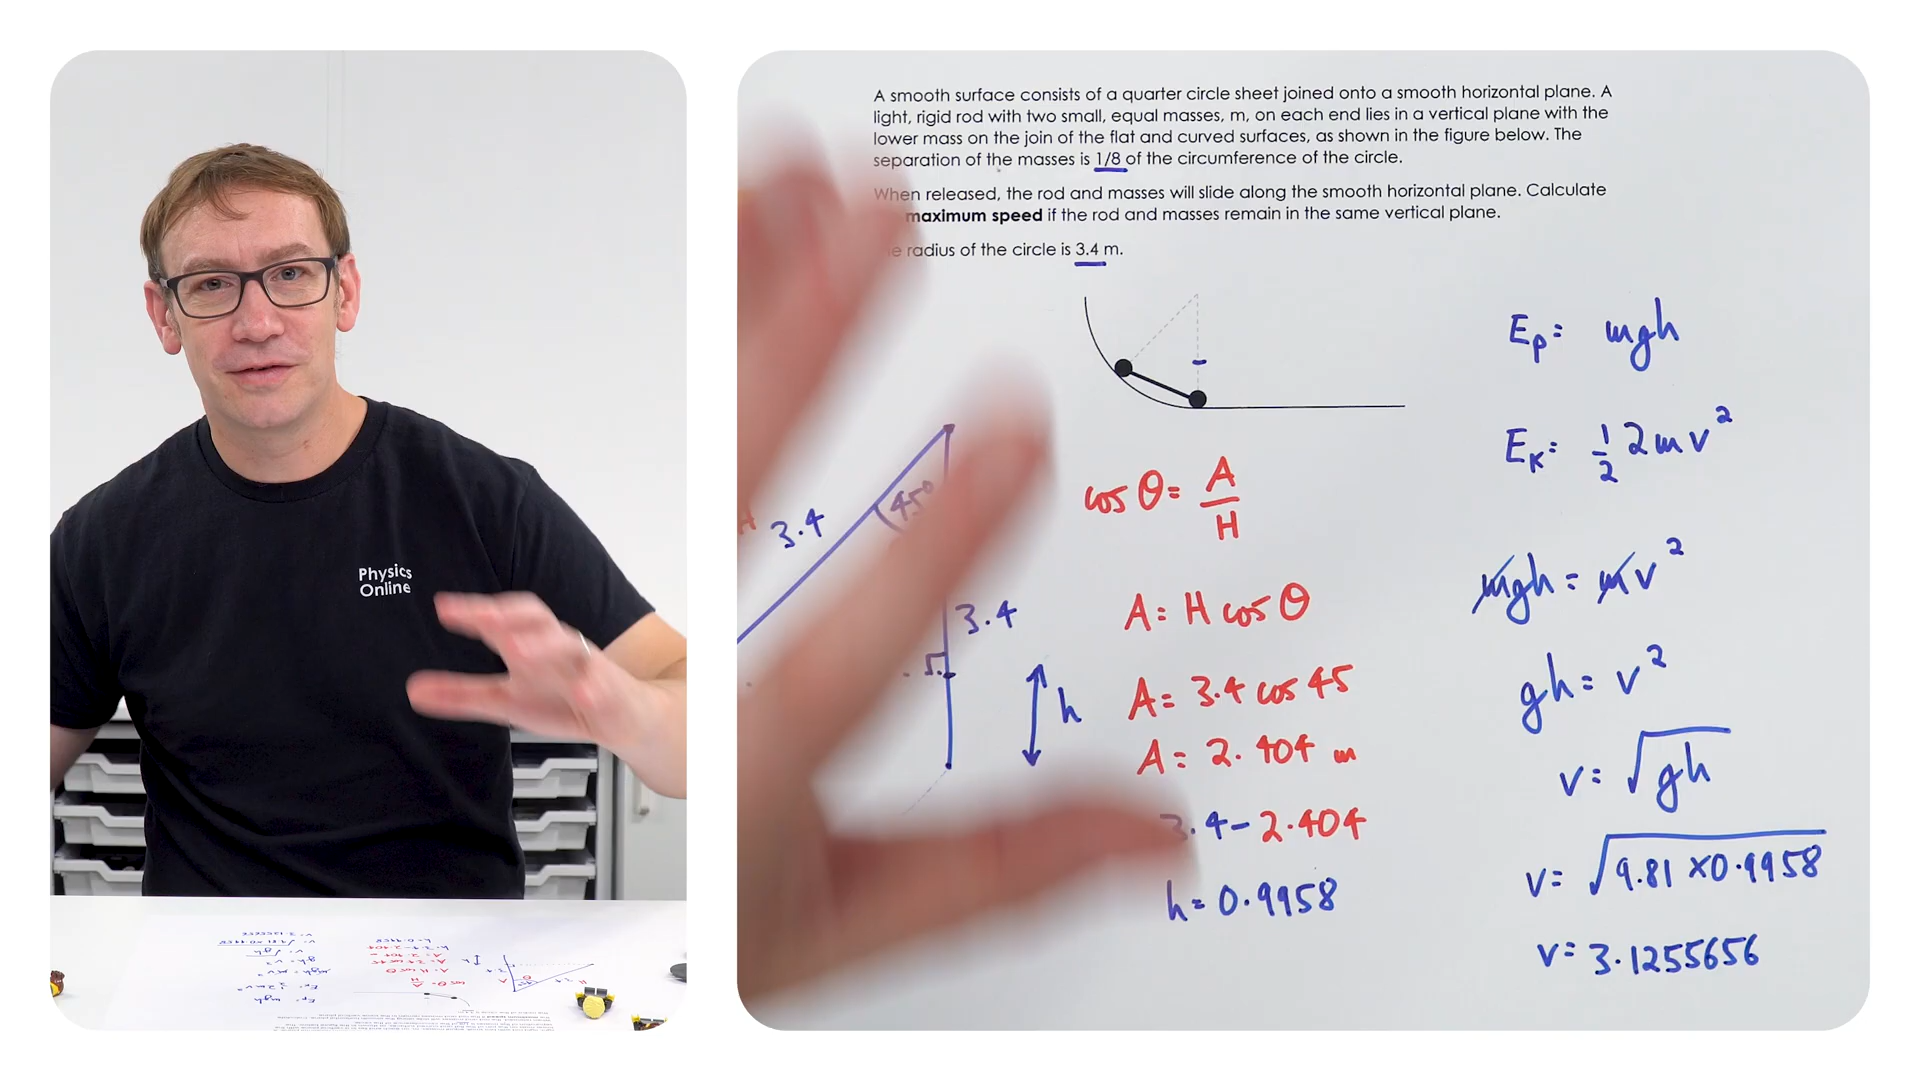 Physics
Online
A smooth surface consists of a quarter circle sheet joined onto a smooth horizontal plane. A
light, rigid rod with two small, equal masses, m, on each end lies in a vertical plane with the
lower mass on the join of the flat and curved surfaces, as shown in the figure below. The
separation of the masses is 1/8 of the circumference of the circle.
When released, the rod and masses will slide along the smooth horizontal plane. Calculate
maximum speed if the rod and masses remain in the same vertical plane.
radius of the circle is 3.4 m.
H 3.4
45°
3.4
h
cos θ = A/H
A = H cos θ
A = 3.4 cos 45
A = 2.404 m
3.4 - 2.404
h = 0.9958
Ep = mgh
EK = 1/2 2mv²
mgh = mv²
gh = v²
v = √gh
v = √9.81 × 0.9958
v = 3.1255656